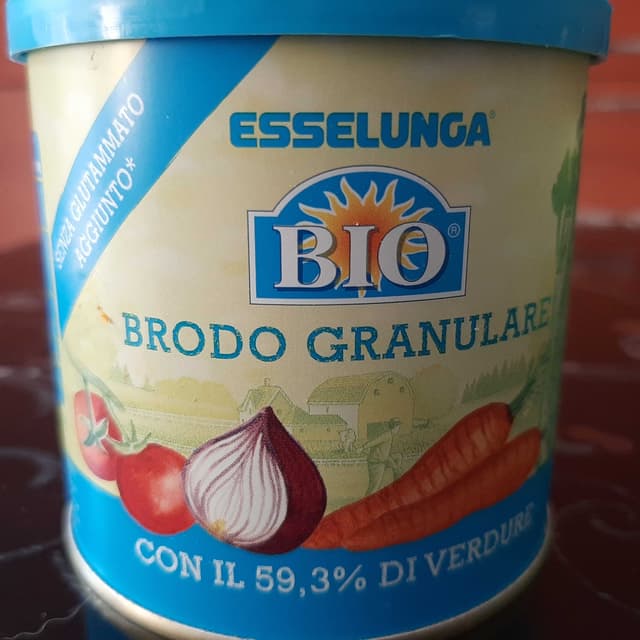 SENZA GLUTAMMATO
AGGIUNTO*
ESSELUNGA®
BIO®
BRODO GRANULARE
CON IL 59,3% DI VERDURE